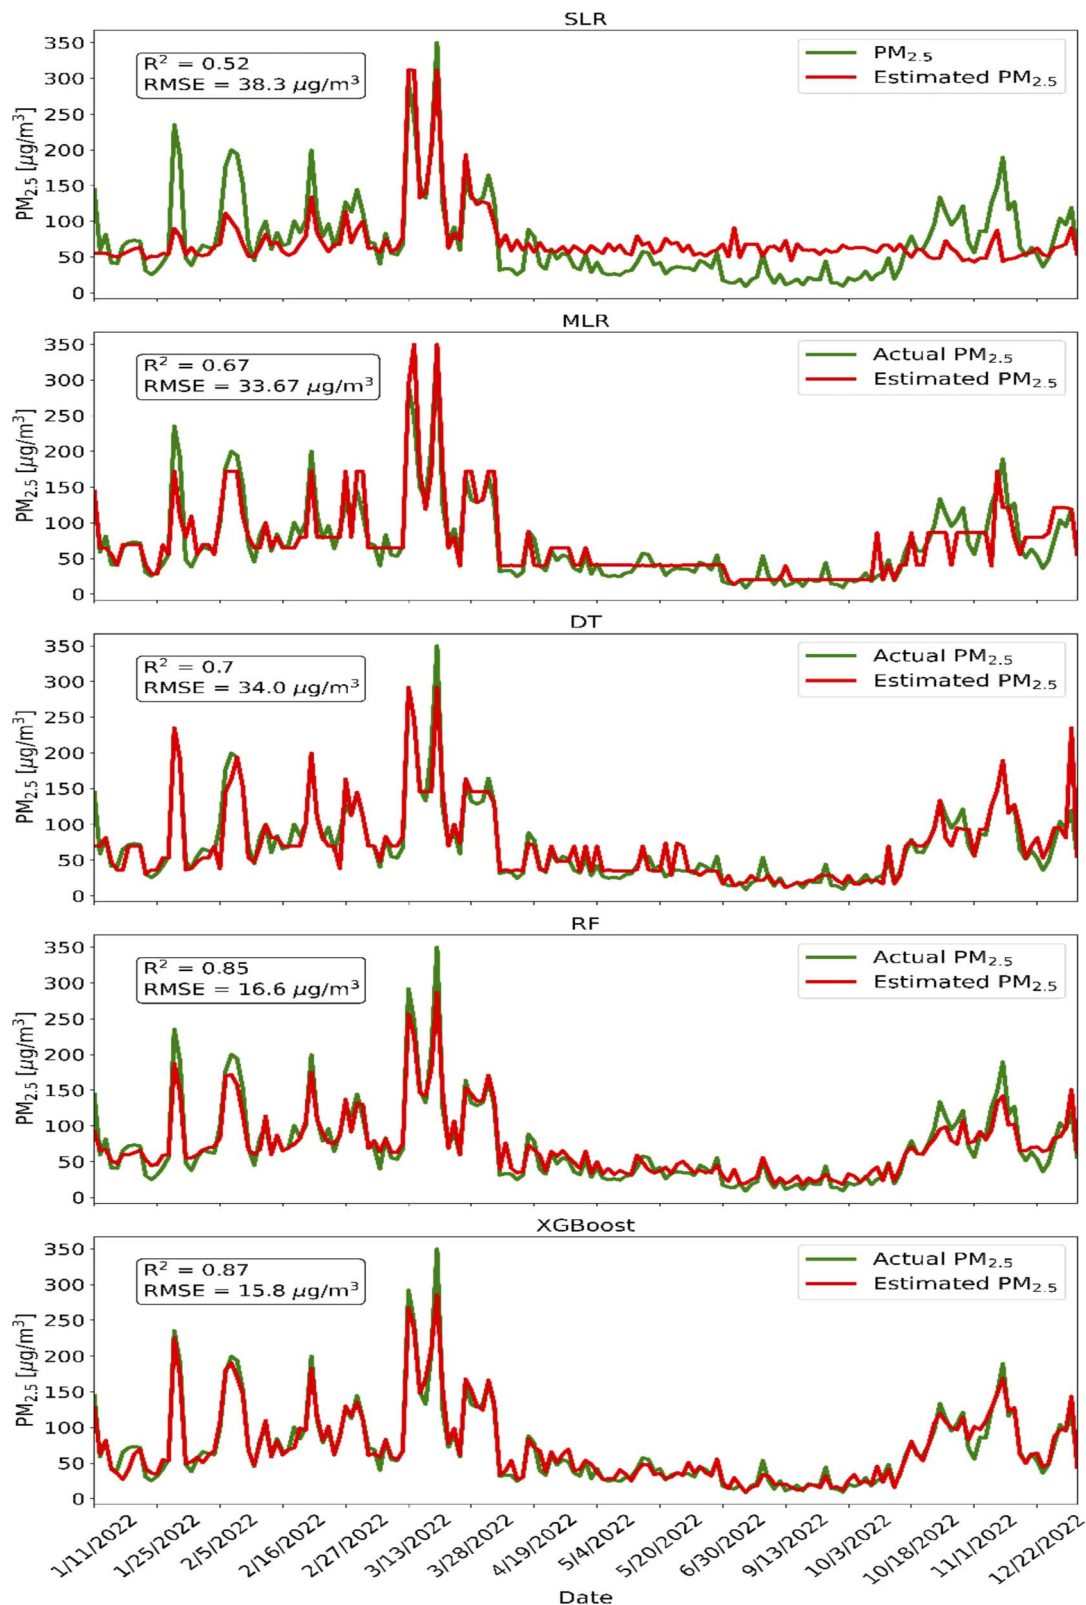 SLR
PM2.5 [μg/m³]
350
300
250
200
150
100
50
0
R² = 0.52
RMSE = 38.3 μg/m³
PM2.5
Estimated PM2.5
MLR
PM2.5 [μg/m³]
350
300
250
200
150
100
50
0
R² = 0.67
RMSE = 33.67 μg/m³
Actual PM2.5
Estimated PM2.5
DT
PM2.5 [μg/m³]
350
300
250
200
150
100
50
0
R² = 0.7
RMSE = 34.0 μg/m³
Actual PM2.5
Estimated PM2.5
RF
PM2.5 [μg/m³]
350
300
250
200
150
100
50
0
R² = 0.85
RMSE = 16.6 μg/m³
Actual PM2.5
Estimated PM2.5
XGBoost
PM2.5 [μg/m³]
350
300
250
200
150
100
50
0
R² = 0.87
RMSE = 15.8 μg/m³
Actual PM2.5
Estimated PM2.5
1/11/2022
1/25/2022
2/5/2022
2/16/2022
2/27/2022
3/13/2022
3/28/2022
4/19/2022
5/4/2022
5/20/2022
6/30/2022
9/13/2022
10/3/2022
10/18/2022
11/1/2022
12/22/2022
Date